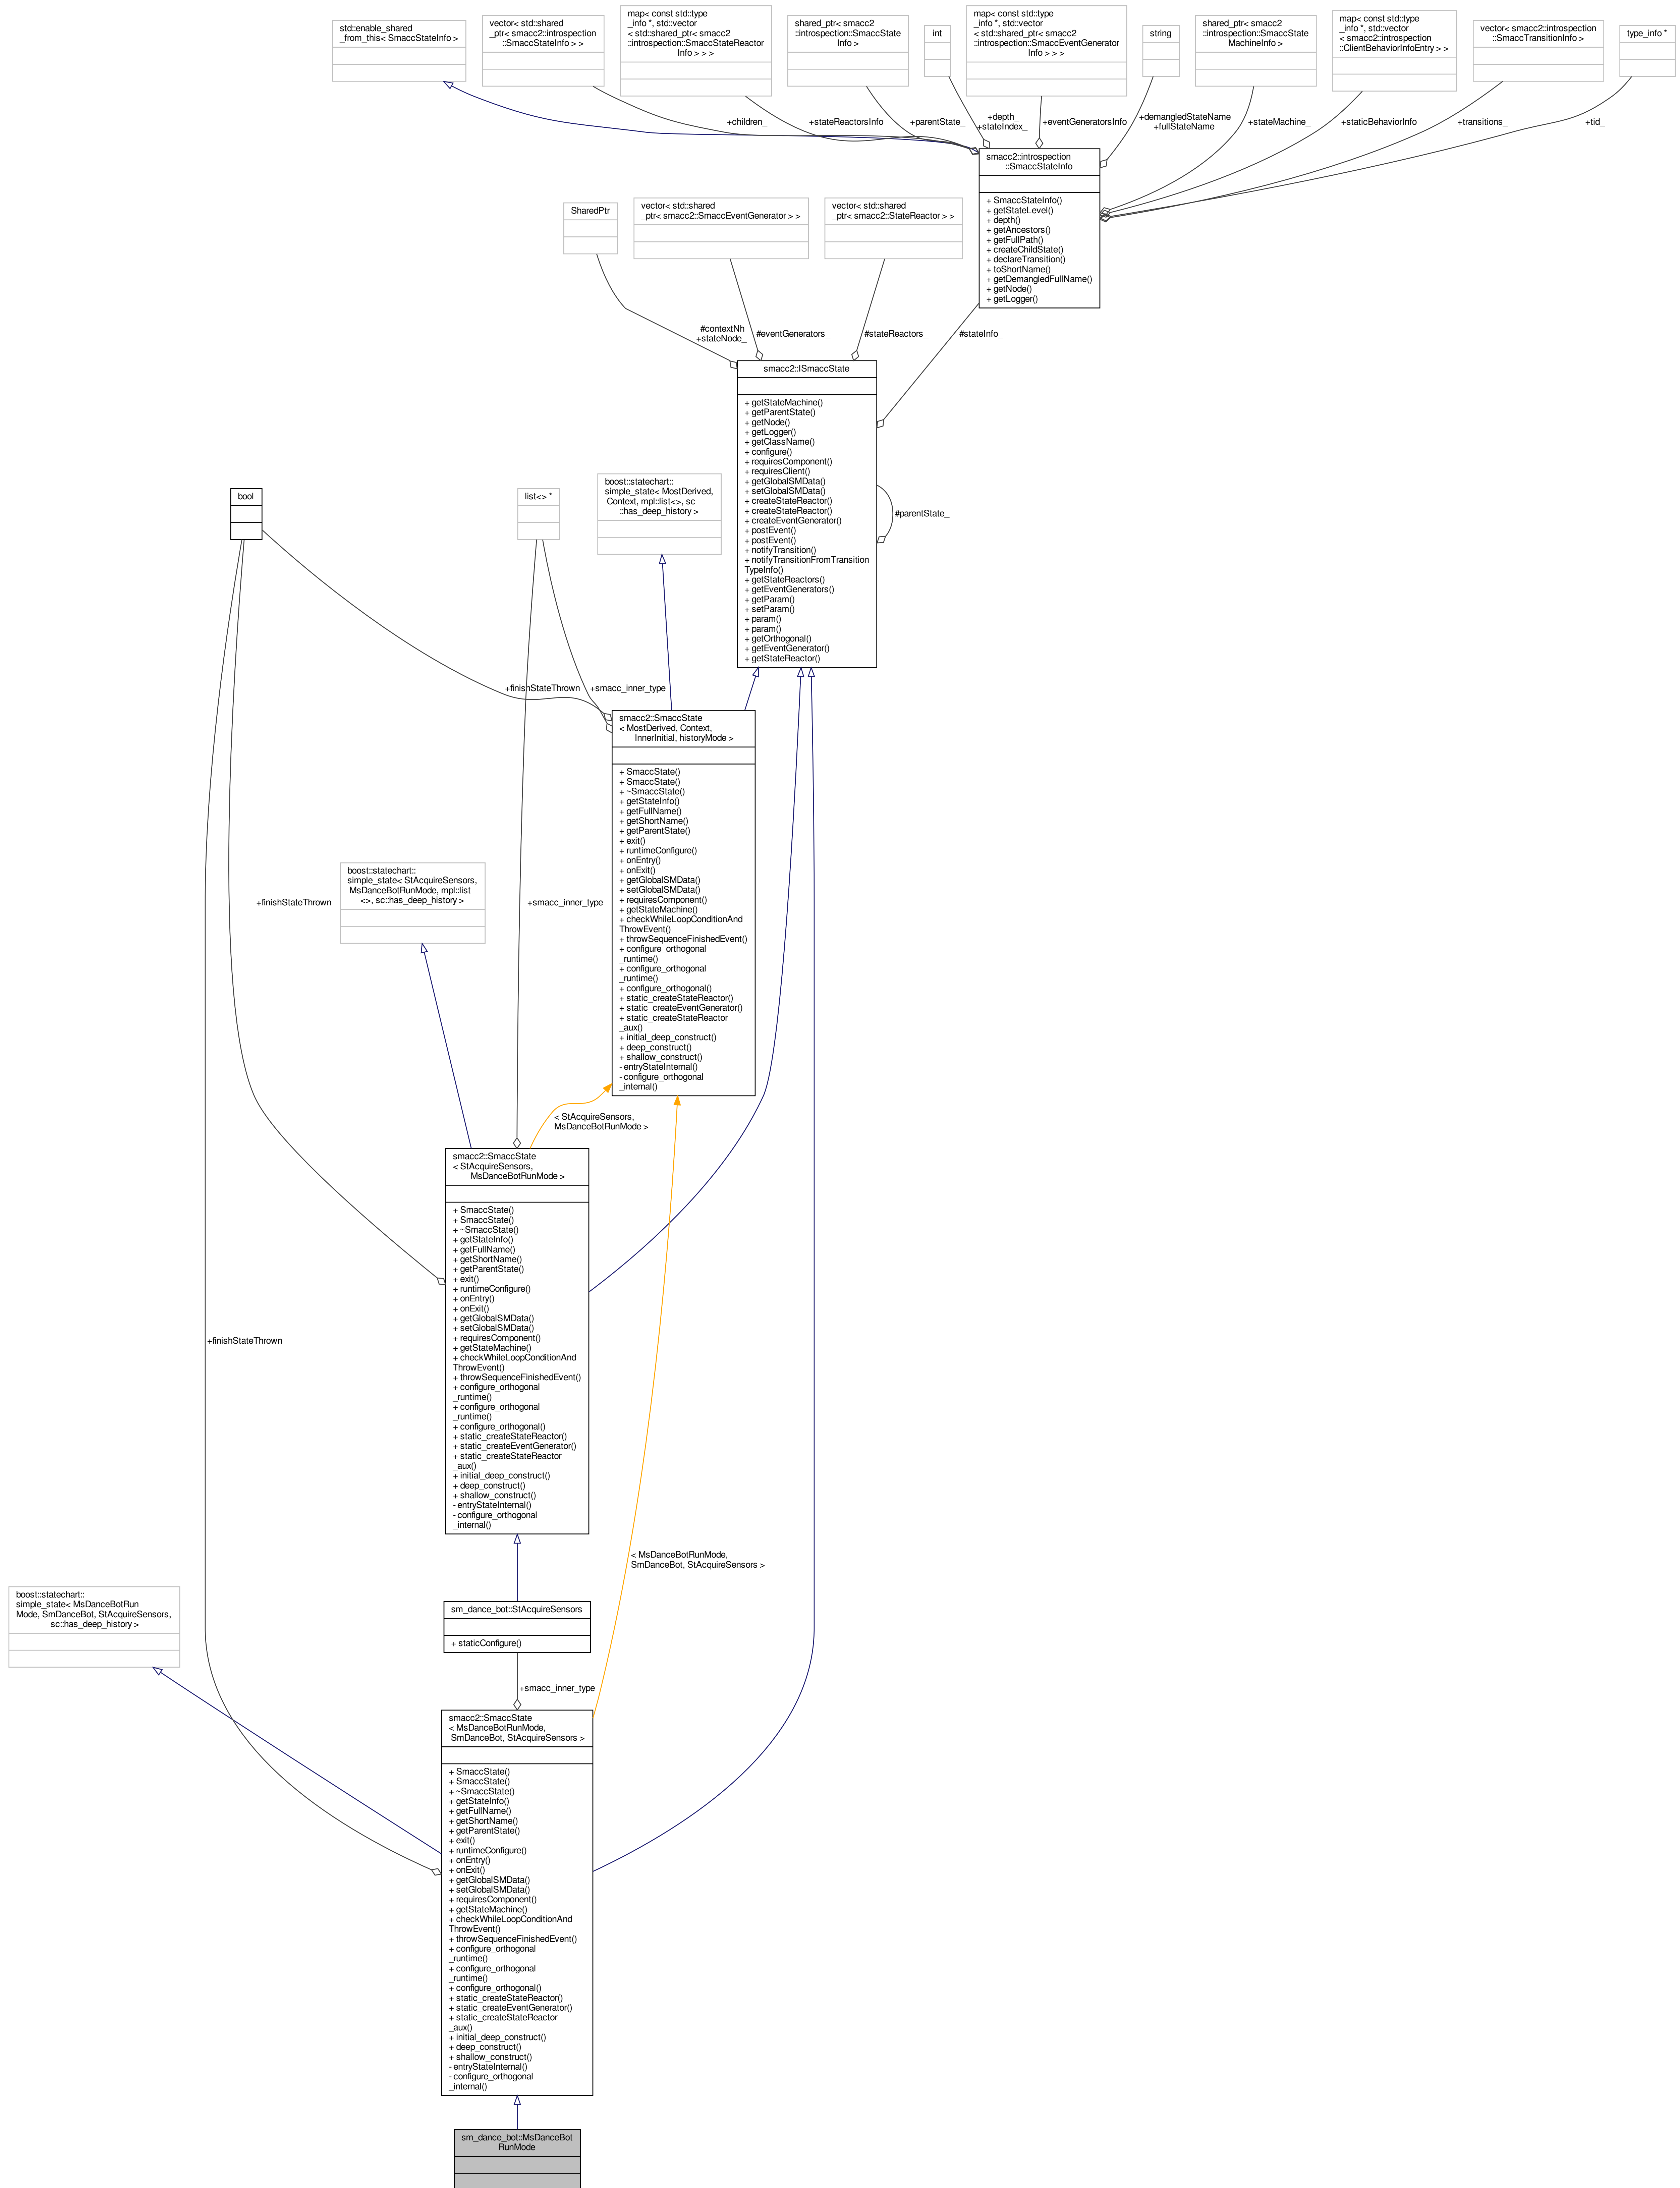 std::enable_shared
_from_this< SmaccStateInfo >
vector< std::shared
_ptr< smacc2::introspection
::SmaccStateInfo > >
map< const std::type
_info *, std::vector
< std::shared_ptr< smacc2
::introspection::SmaccStateReactor
Info > > >
shared_ptr< smacc2
::introspection::SmaccState
Info >
int
map< const std::type
_info *, std::vector
< std::shared_ptr< smacc2
::introspection::SmaccEventGenerator
Info > > >
string
shared_ptr< smacc2
::introspection::SmaccState
MachineInfo >
map< const std::type
_info *, std::vector
< smacc2::introspection
::ClientBehaviorInfoEntry > >
vector< smacc2::introspection
::SmaccTransitionInfo >
type_info *
+children_
+stateReactorsInfo
+parentState_
+depth_
+stateIndex_
+eventGeneratorsInfo
+demangledStateName
+fullStateName
+stateMachine_
+staticBehaviorInfo
+transitions_
+tid_
smacc2::introspection
::SmaccStateInfo
+ SmaccStateInfo()
+ getStateLevel()
+ depth()
+ getAncestors()
+ getFullPath()
+ createChildState()
+ declareTransition()
+ toShortName()
+ getDemangledFullName()
+ getNode()
+ getLogger()
SharedPtr
vector< std::shared
_ptr< smacc2::SmaccEventGenerator > >
vector< std::shared
_ptr< smacc2::StateReactor > >
#contextNh
+stateNode_
#eventGenerators_
#stateReactors_
#stateInfo_
smacc2::ISmaccState
+ getStateMachine()
+ getParentState()
+ getNode()
+ getLogger()
+ getClassName()
+ configure()
+ requiresComponent()
+ requiresClient()
+ getGlobalSMData()
+ setGlobalSMData()
+ createStateReactor()
+ createStateReactor()
+ createEventGenerator()
+ postEvent()
+ postEvent()
+ notifyTransition()
+ notifyTransitionFromTransition
TypeInfo()
+ getStateReactors()
+ getEventGenerators()
+ getParam()
+ setParam()
+ param()
+ param()
+ getOrthogonal()
+ getEventGenerator()
+ getStateReactor()
#parentState_
bool
list<> *
boost::statechart::
simple_state< MostDerived,
Context, mpl::list<>, sc
::has_deep_history >
+finishStateThrown
+smacc_inner_type
smacc2::SmaccState
< MostDerived, Context,
InnerInitial, historyMode >
+ SmaccState()
+ SmaccState()
+ ~SmaccState()
+ getStateInfo()
+ getFullName()
+ getShortName()
+ getParentState()
+ exit()
+ runtimeConfigure()
+ onEntry()
+ onExit()
+ getGlobalSMData()
+ setGlobalSMData()
+ requiresComponent()
+ getStateMachine()
+ checkWhileLoopConditionAnd
ThrowEvent()
+ throwSequenceFinishedEvent()
+ configure_orthogonal
_runtime()
+ configure_orthogonal
_runtime()
+ configure_orthogonal()
+ static_createStateReactor()
+ static_createEventGenerator()
+ static_createStateReactor
_aux()
+ initial_deep_construct()
+ deep_construct()
+ shallow_construct()
- entryStateInternal()
- configure_orthogonal
_internal()
boost::statechart::
simple_state< StAcquireSensors,
MsDanceBotRunMode, mpl::list
<>, sc::has_deep_history >
+finishStateThrown
+smacc_inner_type
< StAcquireSensors,
MsDanceBotRunMode >
smacc2::SmaccState
< StAcquireSensors,
MsDanceBotRunMode >
+ SmaccState()
+ SmaccState()
+ ~SmaccState()
+ getStateInfo()
+ getFullName()
+ getShortName()
+ getParentState()
+ exit()
+ runtimeConfigure()
+ onEntry()
+ onExit()
+ getGlobalSMData()
+ setGlobalSMData()
+ requiresComponent()
+ getStateMachine()
+ checkWhileLoopConditionAnd
ThrowEvent()
+ throwSequenceFinishedEvent()
+ configure_orthogonal
_runtime()
+ configure_orthogonal
_runtime()
+ configure_orthogonal()
+ static_createStateReactor()
+ static_createEventGenerator()
+ static_createStateReactor
_aux()
+ initial_deep_construct()
+ deep_construct()
+ shallow_construct()
- entryStateInternal()
- configure_orthogonal
_internal()
+finishStateThrown
< MsDanceBotRunMode,
SmDanceBot, StAcquireSensors >
boost::statechart::
simple_state< MsDanceBotRun
Mode, SmDanceBot, StAcquireSensors,
sc::has_deep_history >
sm_dance_bot::StAcquireSensors
+ staticConfigure()
+smacc_inner_type
smacc2::SmaccState
< MsDanceBotRunMode,
SmDanceBot, StAcquireSensors >
+ SmaccState()
+ SmaccState()
+ ~SmaccState()
+ getStateInfo()
+ getFullName()
+ getShortName()
+ getParentState()
+ exit()
+ runtimeConfigure()
+ onEntry()
+ onExit()
+ getGlobalSMData()
+ setGlobalSMData()
+ requiresComponent()
+ getStateMachine()
+ checkWhileLoopConditionAnd
ThrowEvent()
+ throwSequenceFinishedEvent()
+ configure_orthogonal
_runtime()
+ configure_orthogonal
_runtime()
+ configure_orthogonal()
+ static_createStateReactor()
+ static_createEventGenerator()
+ static_createStateReactor
_aux()
+ initial_deep_construct()
+ deep_construct()
+ shallow_construct()
- entryStateInternal()
- configure_orthogonal
_internal()
sm_dance_bot::MsDanceBot
RunMode